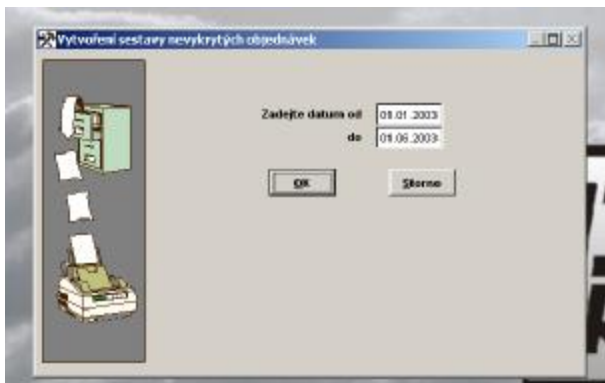 Vytvoření sestavy nevykrytých objednávek
Zadejte datum od 01.01.2003
do 01.06.2003
OK Storno